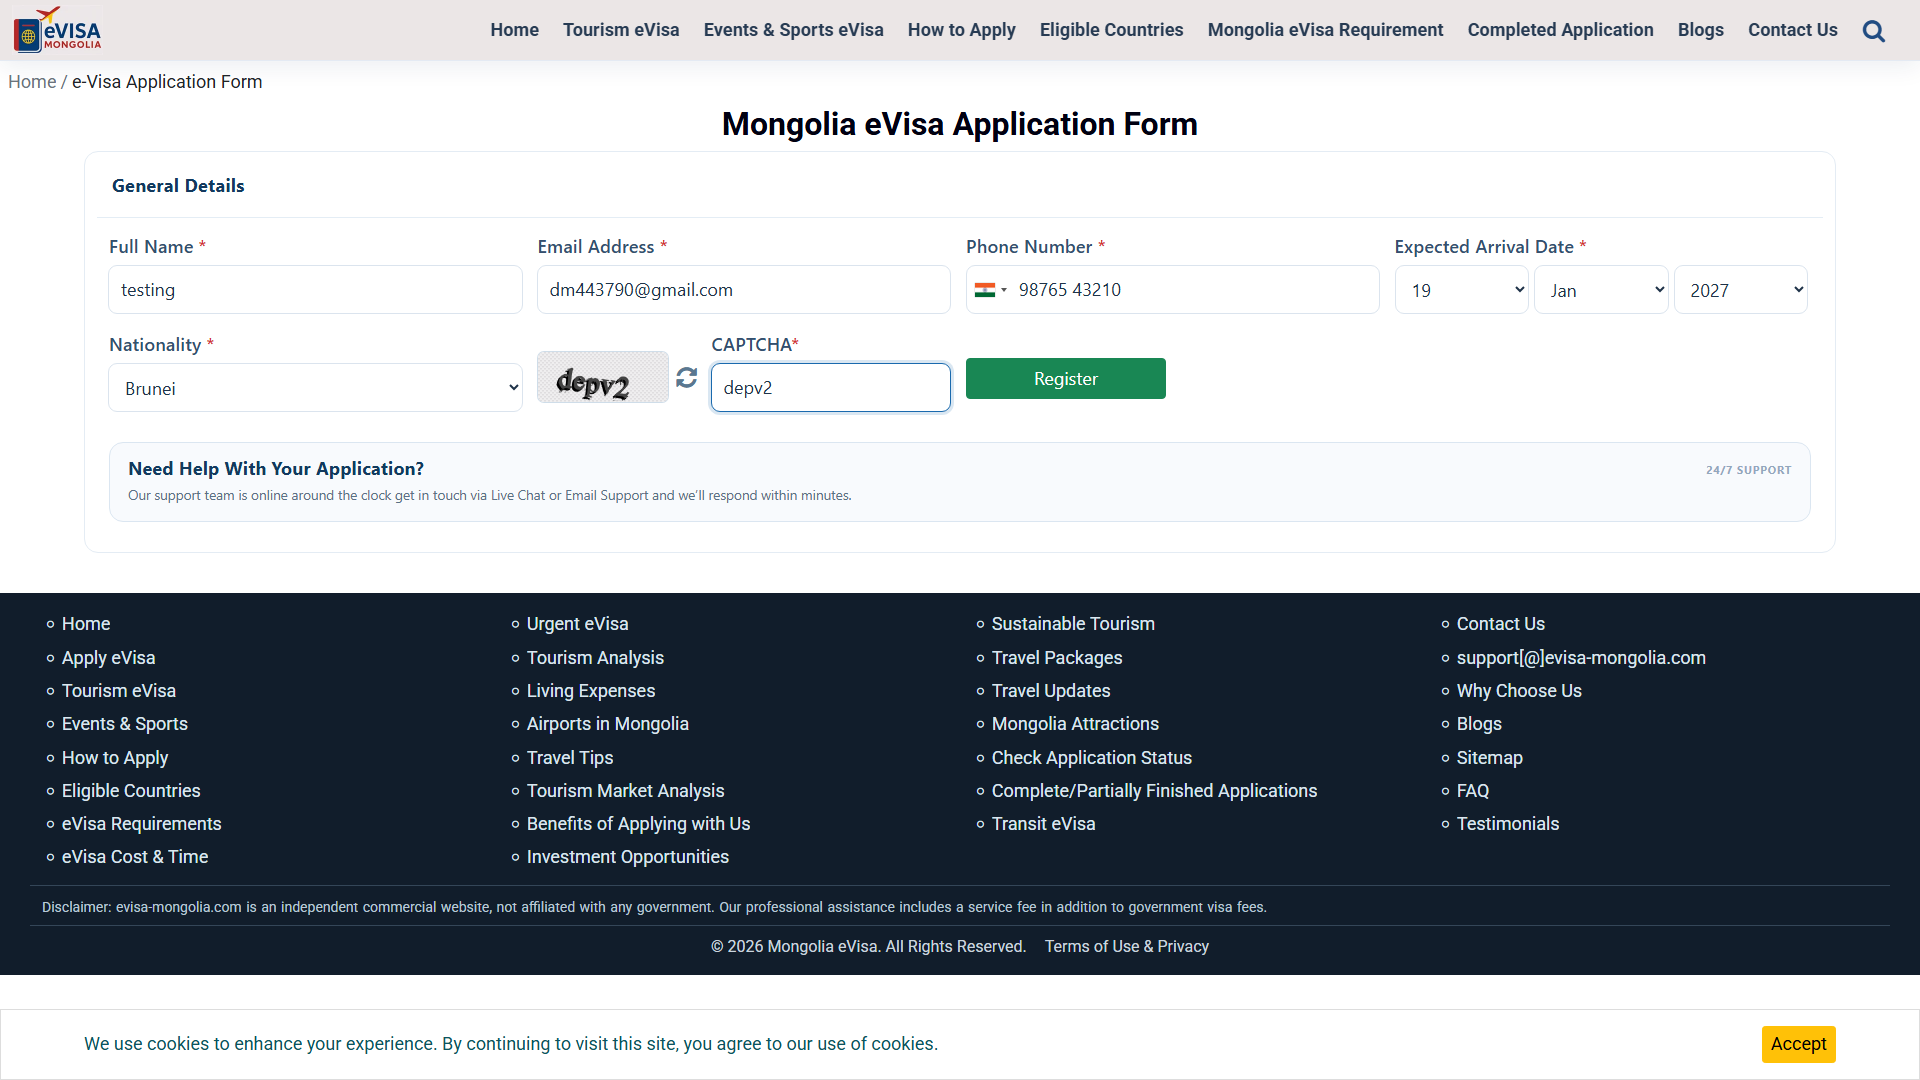 eVISA
MONGOLIA
Home Tourism eVisa Events & Sports eVisa How to Apply Eligible Countries Mongolia eVisa Requirement Completed Application Blogs Contact Us
Home / e-Visa Application Form
Mongolia eVisa Application Form
General Details
Full Name * Email Address * Phone Number * Expected Arrival Date *
testing dm443790@gmail.com 98765 43210 19 Jan 2027
Nationality * CAPTCHA*
Brunei depv2 depv2 Register
Need Help With Your Application? 24/7 SUPPORT
Our support team is online around the clock get in touch via Live Chat or Email Support and we'll respond within minutes.
Home Urgent eVisa Sustainable Tourism Contact Us
Apply eVisa Tourism Analysis Travel Packages support[@]evisa-mongolia.com
Tourism eVisa Living Expenses Travel Updates Why Choose Us
Events & Sports Airports in Mongolia Mongolia Attractions Blogs
How to Apply Travel Tips Check Application Status Sitemap
Eligible Countries Tourism Market Analysis Complete/Partially Finished Applications FAQ
eVisa Requirements Benefits of Applying with Us Transit eVisa Testimonials
eVisa Cost & Time Investment Opportunities
Disclaimer: evisa-mongolia.com is an independent commercial website, not affiliated with any government. Our professional assistance includes a service fee in addition to government visa fees.
© 2026 Mongolia eVisa. All Rights Reserved. Terms of Use & Privacy
We use cookies to enhance your experience. By continuing to visit this site, you agree to our use of cookies. Accept